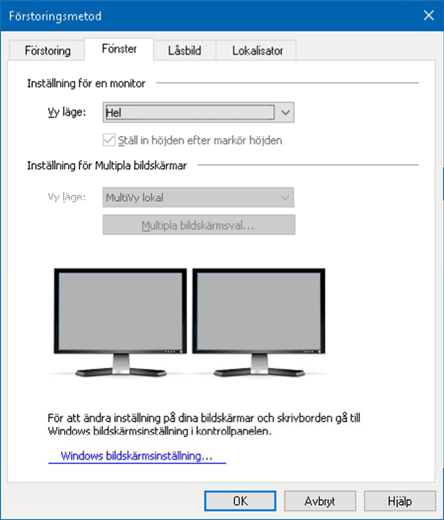 Förstoringsmetod
Förstoring Fönster Låsbild Lokalisator
Inställning för en monitor
Vy läge: Hel
Ställ in höjden efter markör höjden
Inställning för Multipla bildskärmar
Vy läge: MultiVy lokal
Multipla bildskärmsval...
För att ändra inställning på dina bildskärmar och skrivborden gå till
Windows bildskärmsinställning i kontrollpanelen.
Windows bildskärmsinställning...
OK Avbryt Hjälp